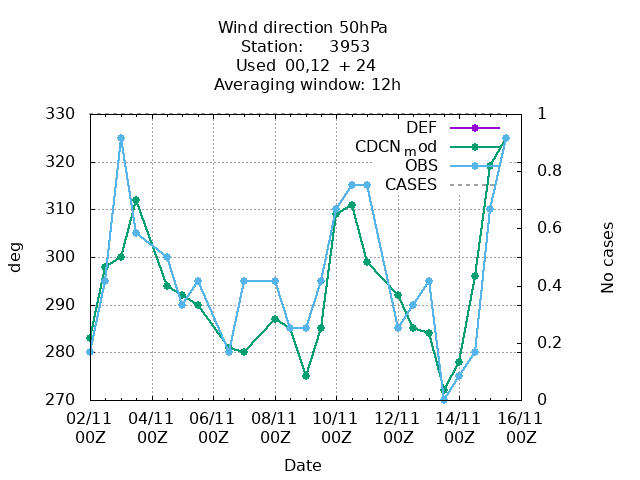 Wind direction 50hPa
Station: 3953
Used 00,12 + 24
Averaging window: 12h
330 1
DEF
CDCNmod
320 OBS 0.8
CASES
310 0.6
deg 300 No cases
290 0.4
280 0.2
270 0
02/11 04/11 06/11 08/11 10/11 12/11 14/11 16/11
00Z 00Z 00Z 00Z 00Z 00Z 00Z 00Z
Date